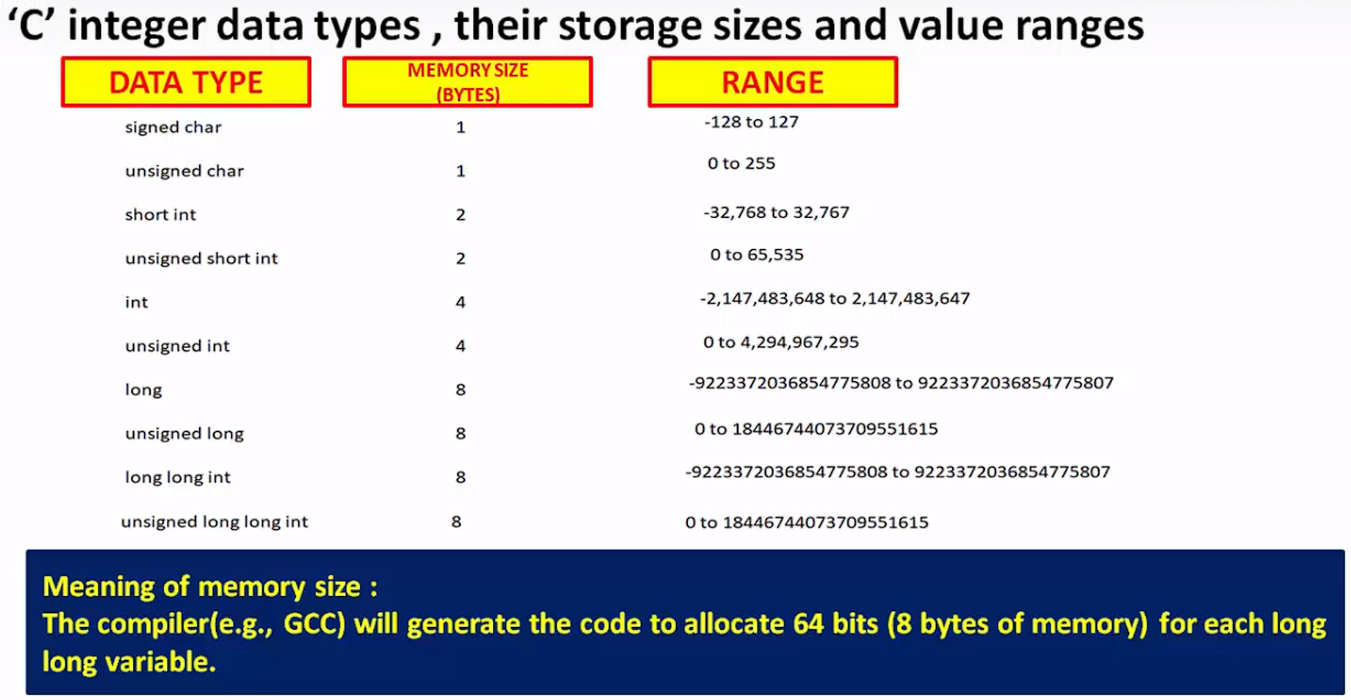 ‘C’ integer data types , their storage sizes and value ranges
DATA TYPE MEMORY SIZE (BYTES) RANGE
signed char 1 -128 to 127
unsigned char 1 0 to 255
short int 2 -32,768 to 32,767
unsigned short int 2 0 to 65,535
int 4 -2,147,483,648 to 2,147,483,647
unsigned int 4 0 to 4,294,967,295
long 8 -9223372036854775808 to 9223372036854775807
unsigned long 8 0 to 18446744073709551615
long long int 8 -9223372036854775808 to 9223372036854775807
unsigned long long int 8 0 to 18446744073709551615
Meaning of memory size :
The compiler(e.g., GCC) will generate the code to allocate 64 bits (8 bytes of memory) for each long
long variable.